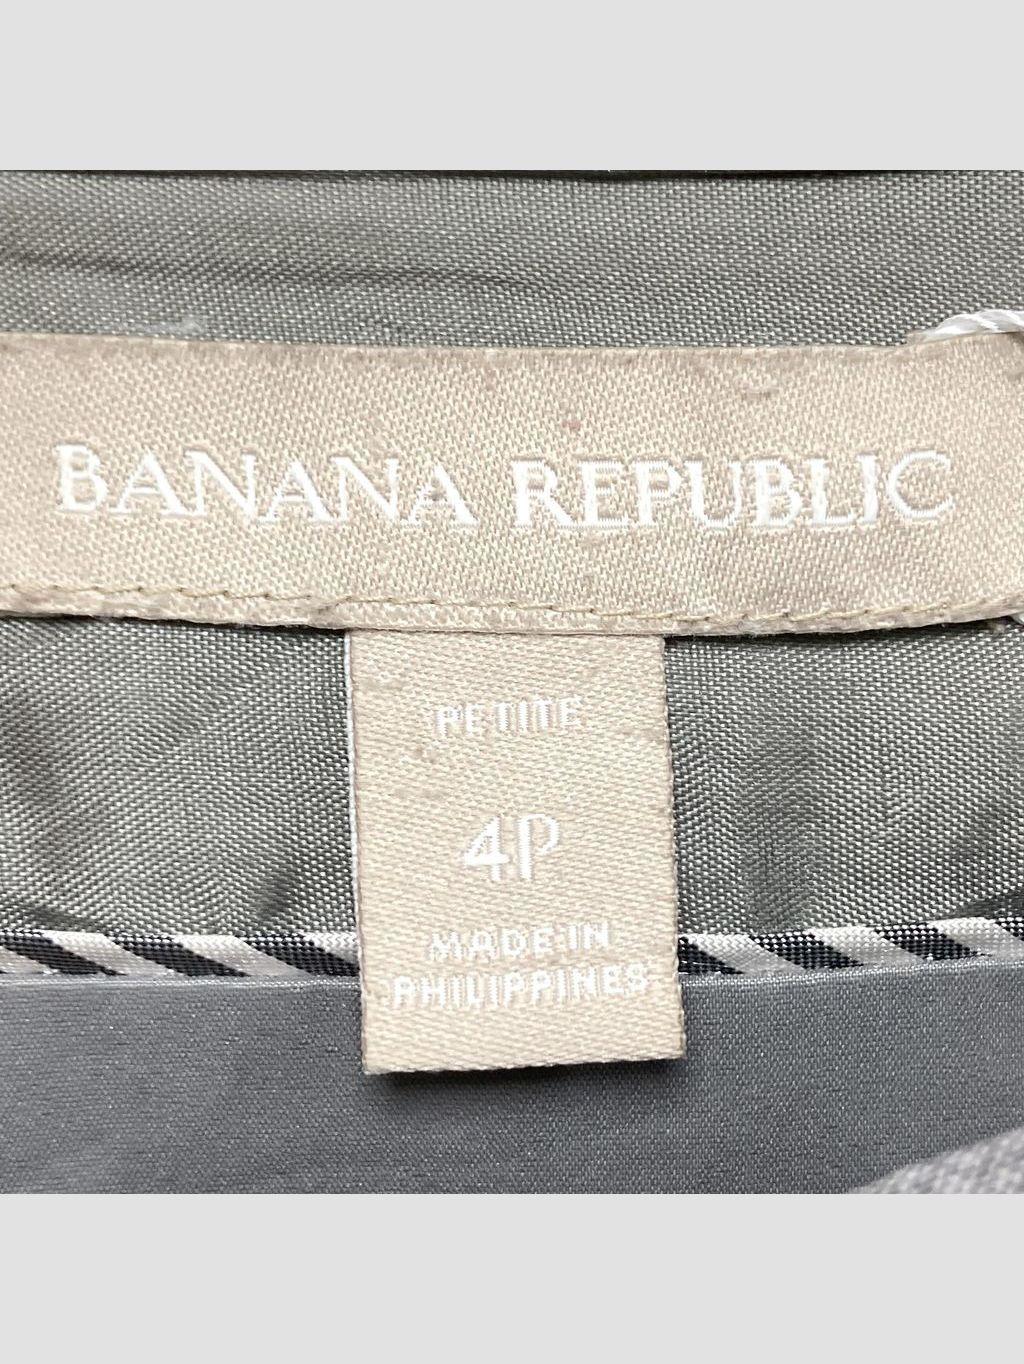 BANANA REPUBLIC
PETITE
4P
MADE IN
PHILIPPINES